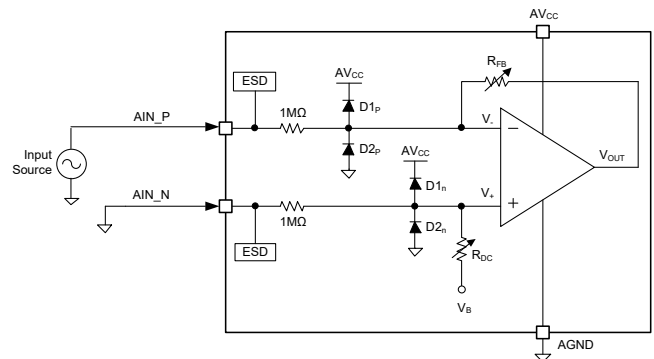 AVCC
RFB
ESD
AVCC
1MΩ
D1P
AIN_P
V-
D2P
AVCC
VOUT
Input
Source
AIN_N
D1n
V+
1MΩ
D2n
ESD
RDC
VB
AGND